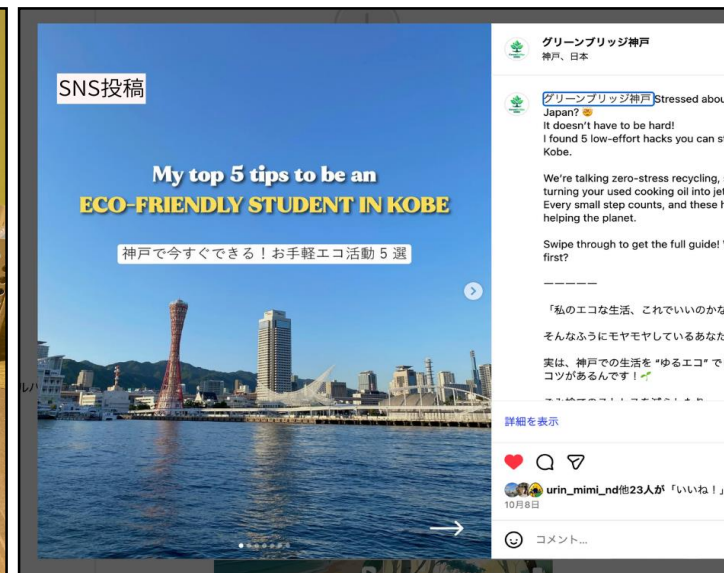 SNS投稿
My top 5 tips to be an
ECO-FRIENDLY STUDENT IN KOBE
神戸で今すぐできる！お手軽エコ活動５選
グリーンブリッジ神戸
神戸、日本
グリーンブリッジ神戸 Stressed abou
Japan?
It doesn't have to be hard!
I found 5 low-effort hacks you can s
Kobe.
We're talking zero-stress recycling,
turning your used cooking oil into jet
Every small step counts, and these h
helping the planet.
Swipe through to get the full guide!
first?
—————
「私のエコな生活、これでいいのかな
そんなふうにモヤモヤしているあなた
実は、神戸での生活を “ゆるエコ” で
コツがあるんです！
詳細を表示
urin_mimi_nd他23人が「いいね！」
10月8日
コメント...